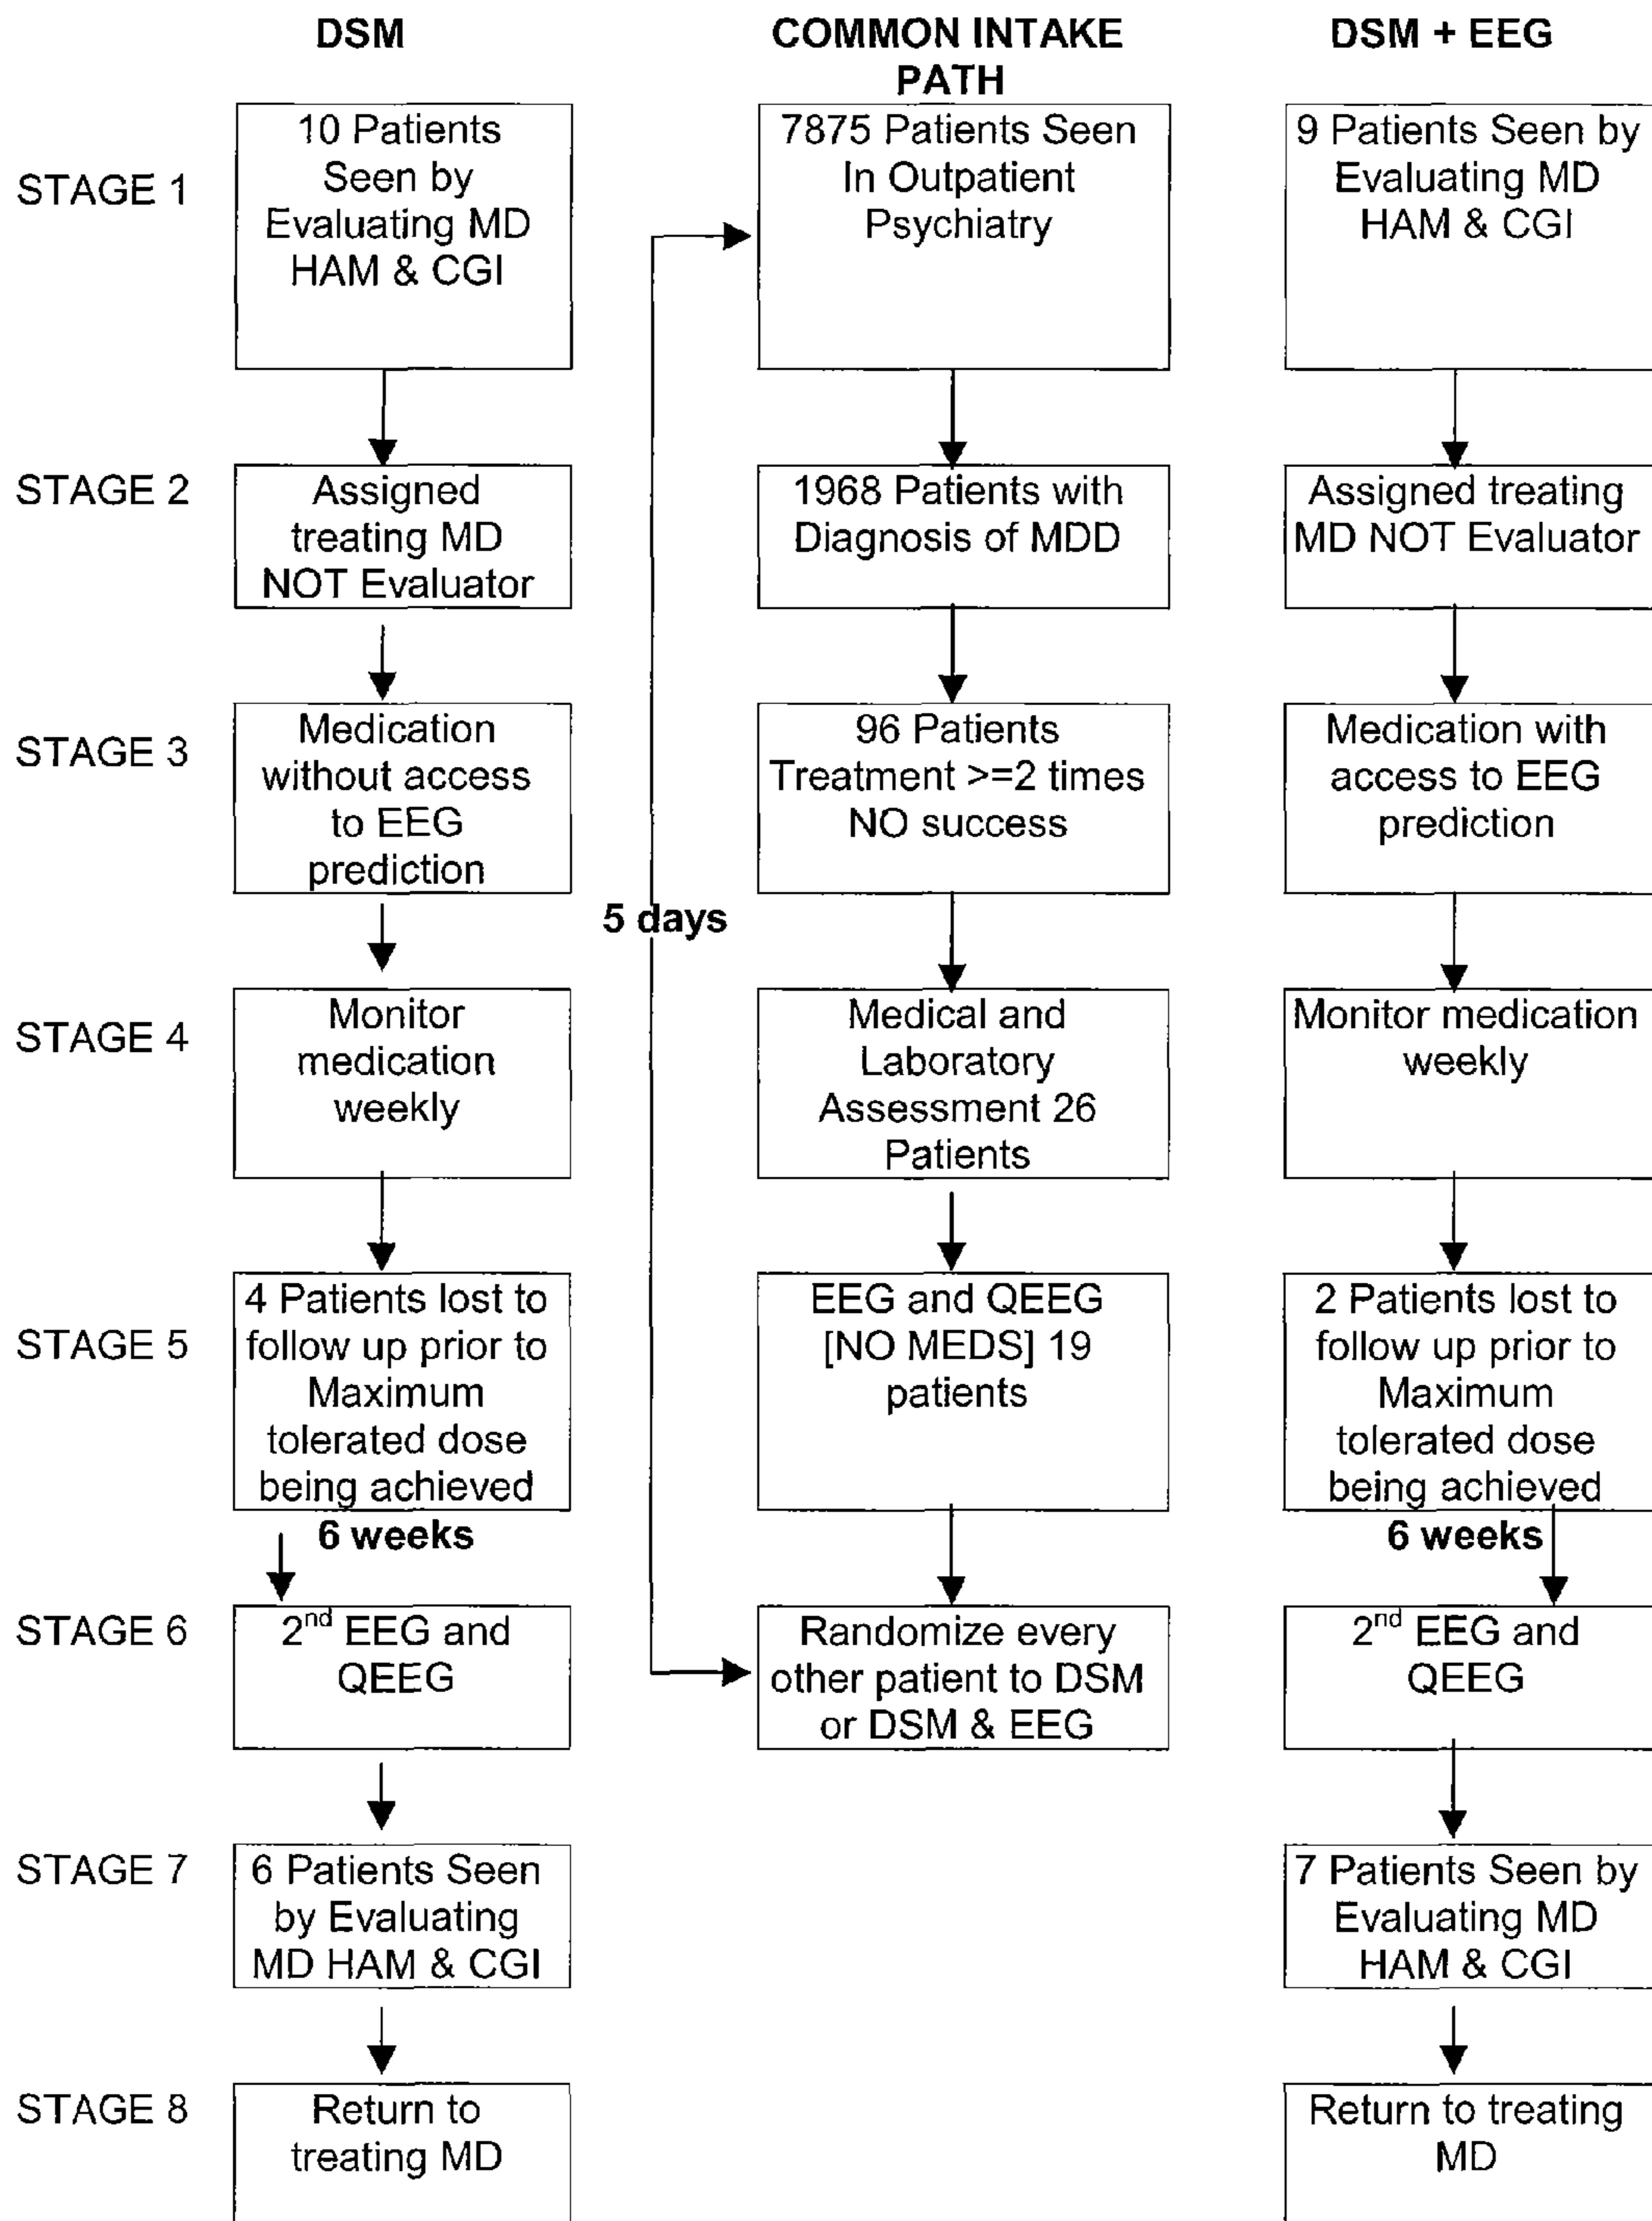 DSM
10 Patients
Seen by
Evaluating MD
HAM & CGI
Assigned
treating MD
NOT Evaluator
Medication
without access
to EEG
prediction
Monitor
medication
weekly
4 Patients lost to
follow up prior to
Maximum
tolerated dose
being achieved
6 weeks
2nd EEG and
QEEG
6 Patients Seen
by Evaluating
MD HAM & CGI
Return to
treating MD
COMMON INTAKE
PATH
7875 Patients Seen
In Outpatient
Psychiatry
1968 Patients with
Diagnosis of MDD
96 Patients
Treatment >=2 times
NO success
5 days
Medical and
Laboratory
Assessment 26
Patients
EEG and QEEG
[NO MEDS] 19
patients
Randomize every
other patient to DSM
or DSM & EEG
DSM + EEG
9 Patients Seen by
Evaluating MD
HAM & CGI
Assigned treating
MD NOT Evaluator
Medication with
access to EEG
prediction
Monitor medication
weekly
2 Patients lost to
follow up prior to
Maximum
tolerated dose
being achieved
6 weeks
2nd EEG and
QEEG
7 Patients Seen by
Evaluating MD
HAM & CGI
Return to treating
MD
STAGE 1
STAGE 2
STAGE 3
STAGE 4
STAGE 5
STAGE 6
STAGE 7
STAGE 8